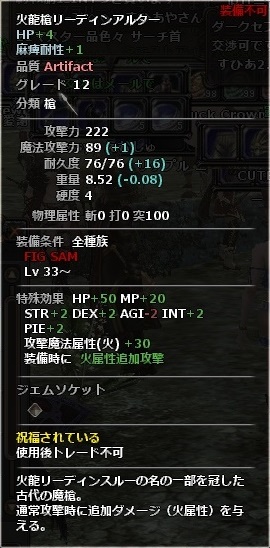 装備不可
火龍槍リーディンアルター
HP+4
麻痺耐性+1
品質 Artifact
グレード 12
分類 槍
攻撃力 222
魔法攻撃力 89 (+1)
耐久度 76/76 (+16)
重量 8.52 (-0.08)
硬度 4
物理属性 斬0 打0 突100
装備条件 全種族
FIG SAM
Lv 33～
特殊効果 HP+50 MP+20
STR+2 DEX+2 AGI-2 INT+2
PIE+2
攻撃魔法属性(火) +30
装備時に 火属性追加攻撃
ジェムソケット
祝福されている
使用後トレード不可
火龍リーディンスルーの名の一部を冠した
古代の魔槍。
通常攻撃時に追加ダメージ（火属性）を与
える。